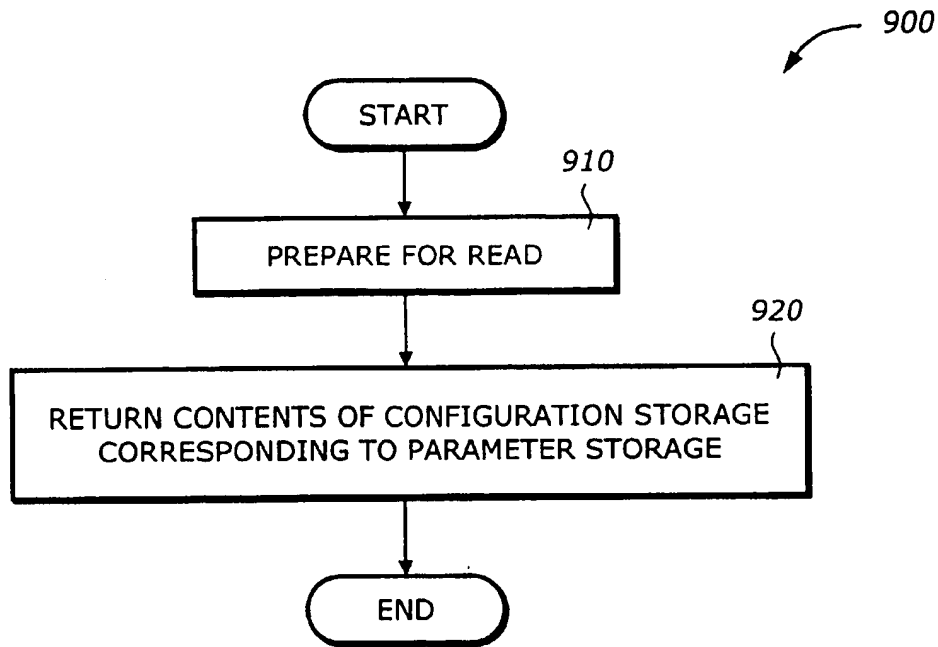 900
START
910
PREPARE FOR READ
920
RETURN CONTENTS OF CONFIGURATION STORAGE
CORRESPONDING TO PARAMETER STORAGE
END